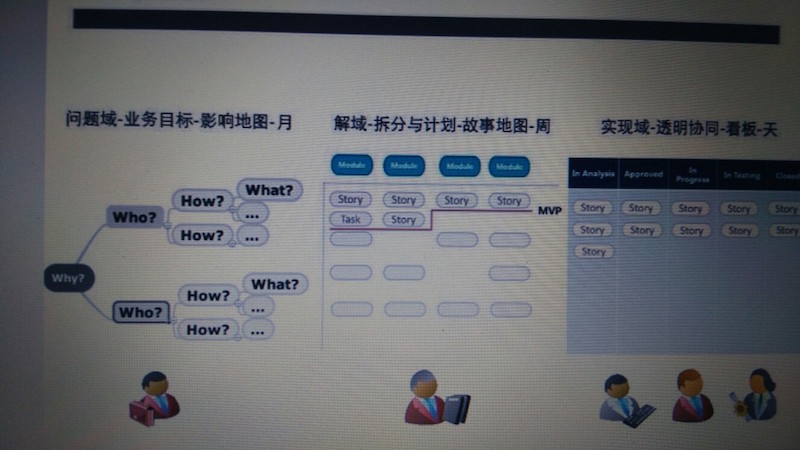 问题域-业务目标-影响地图-月
Why?
Who?
How?
What?
...
How?
...
Who?
How?
What?
...
How?
...
解域-拆分与计划-故事地图-周
Module Module Module Module
Story Story Story Story
MVP
Task Story
实现域-透明协同-看板-天
In Analysis Approved In Progress In Testing
Story Story Story Story Story
Story Story Story Story Story
Story